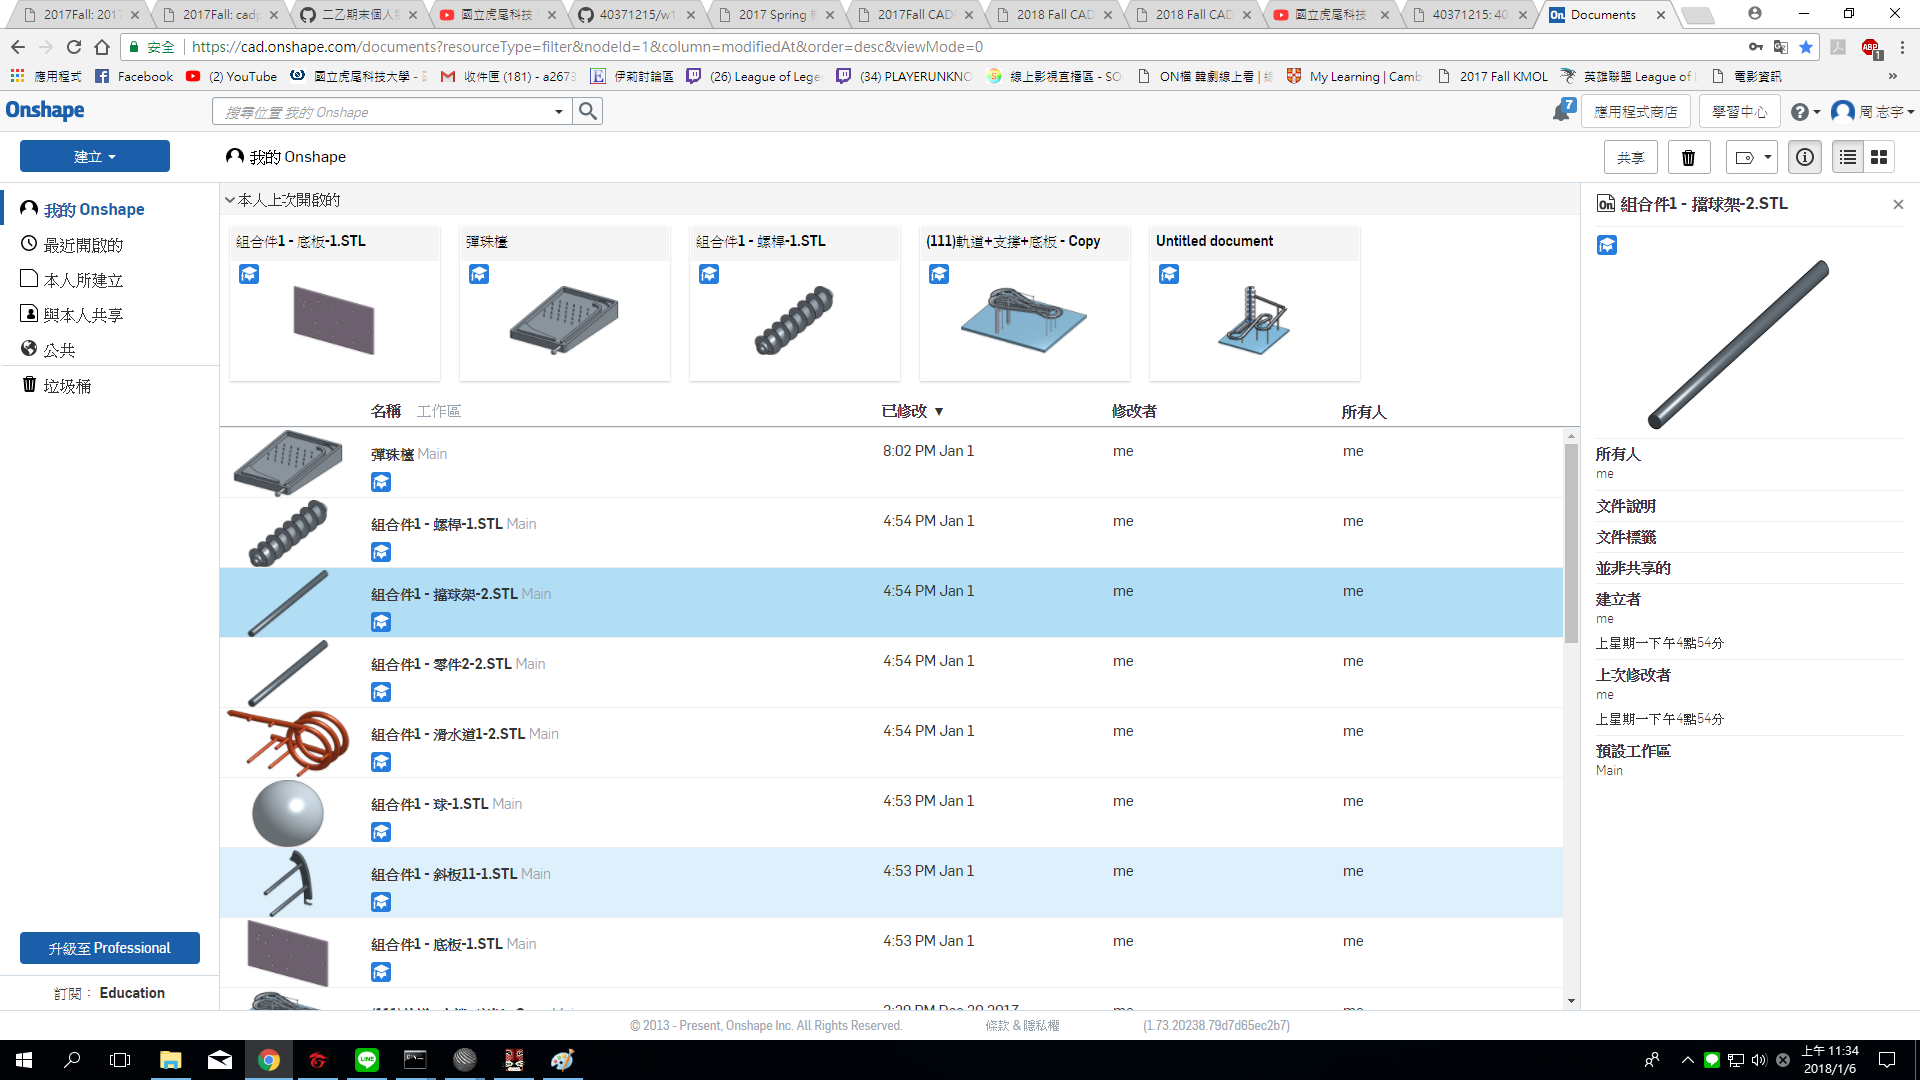 2017Fall: 2017
2017Fall: cadp
二乙期末個人
國立虎尾科技
40371215/w1
2017 Spring
2017Fall CAD
2018 Fall CAD
2018 Fall CAD
國立虎尾科技
40371215: 40
Documents
安全
https://cad.onshape.com/documents?resourceType=filter&nodeId=1&column=modifiedAt&order=desc&viewMode=0
應用程式
Facebook
(2) YouTube
國立虎尾科技大學 -
收件匣 (181) - a2673
伊莉討論區
(26) League of Lege
(34) PLAYERUNKNO
線上影視直播區 - SO
ON檔 韓劇線上看 |
My Learning | Camb
2017 Fall KMOL
英雄聯盟 League of L
電影資訊
Onshape
搜尋位置 我的 Onshape
7
應用程式商店
學習中心
周 志宇
建立
我的 Onshape
共享
我的 Onshape
最近開啟的
本人所建立
與本人共享
公共
垃圾桶
升級至 Professional
訂閱： Education
本人上次開啟的
組合件1 - 底板-1.STL
彈珠檯
組合件1 - 螺桿-1.STL
(111)軌道+支撐+底板 - Copy
Untitled document
名稱 工作區 已修改 ▼ 修改者 所有人
彈珠檯 Main 8:02 PM Jan 1 me me
組合件1 - 螺桿-1.STL Main 4:54 PM Jan 1 me me
組合件1 - 擋球架-2.STL Main 4:54 PM Jan 1 me me
組合件1 - 零件2-2.STL Main 4:54 PM Jan 1 me me
組合件1 - 滑水道1-2.STL Main 4:54 PM Jan 1 me me
組合件1 - 球-1.STL Main 4:53 PM Jan 1 me me
組合件1 - 斜板11-1.STL Main 4:53 PM Jan 1 me me
組合件1 - 底板-1.STL Main 4:53 PM Jan 1 me me
組合件1 - 擋球架-2.STL
所有人
me
文件說明
文件標籤
並非共享的
建立者
me
上星期一下午4點54分
上次修改者
me
上星期一下午4點54分
預設工作區
Main
© 2013 - Present, Onshape Inc. All Rights Reserved.
條款 & 隱私權
(1.73.20238.79d7d65ec2b7)
上午 11:34
2018/1/6